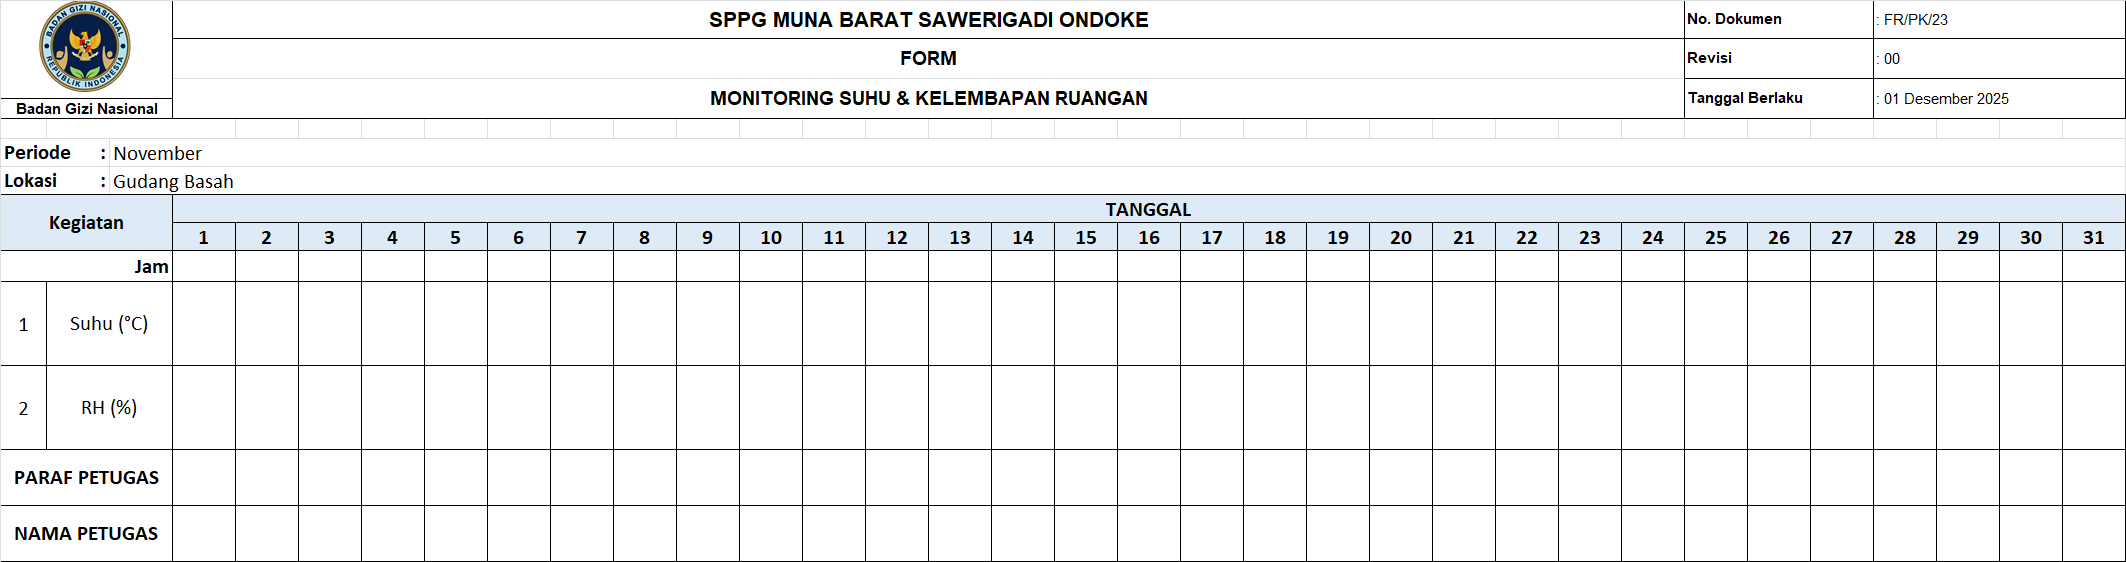 BADAN GIZI NASIONAL
REPUBLIK INDONESIA
Badan Gizi Nasional
SPPG MUNA BARAT SAWERIGADI ONDOKE
FORM
MONITORING SUHU & KELEMBAPAN RUANGAN
No. Dokumen : FR/PK/23
Revisi : 00
Tanggal Berlaku : 01 Desember 2025
Periode : November
Lokasi : Gudang Basah
Kegiatan TANGGAL
1 2 3 4 5 6 7 8 9 10 11 12 13 14 15 16 17 18 19 20 21 22 23 24 25 26 27 28 29 30 31
Jam
1 Suhu (°C)
2 RH (%)
PARAF PETUGAS
NAMA PETUGAS